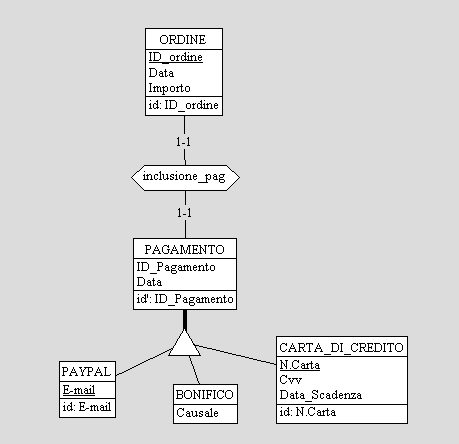 ORDINE
ID_ordine
Data
Importo
id: ID_ordine
1-1
inclusione_pag
1-1
PAGAMENTO
ID_Pagamento
Data
id': ID_Pagamento
PAYPAL
E-mail
id: E-mail
BONIFICO
Causale
CARTA_DI_CREDITO
N.Carta
Cvv
Data_Scadenza
id: N.Carta